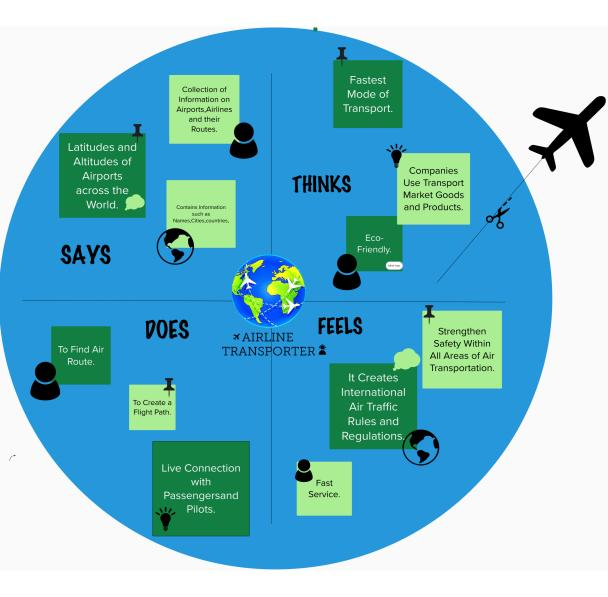 Collection of
Information on
Airports,Airlines
and their
Routes.
Latitudes and
Altitudes of
Airports
across the
World.
Contains Information
such as
Names,Cities,countries,
SAYS
Fastest
Mode of
Transport.
THINKS
Companies
Use Transport
Market Goods
and Products.
Eco-
Friendly.
DOES
To Find Air
Route.
To Create a
Flight Path.
Live Connection
with
Passengersand
Pilots.
AIRLINE
TRANSPORTER
FEELS
Strengthen
Safety Within
All Areas of Air
Transportation.
It Creates
International
Air Traffic
Rules and
Regulations.
Fast
Service.